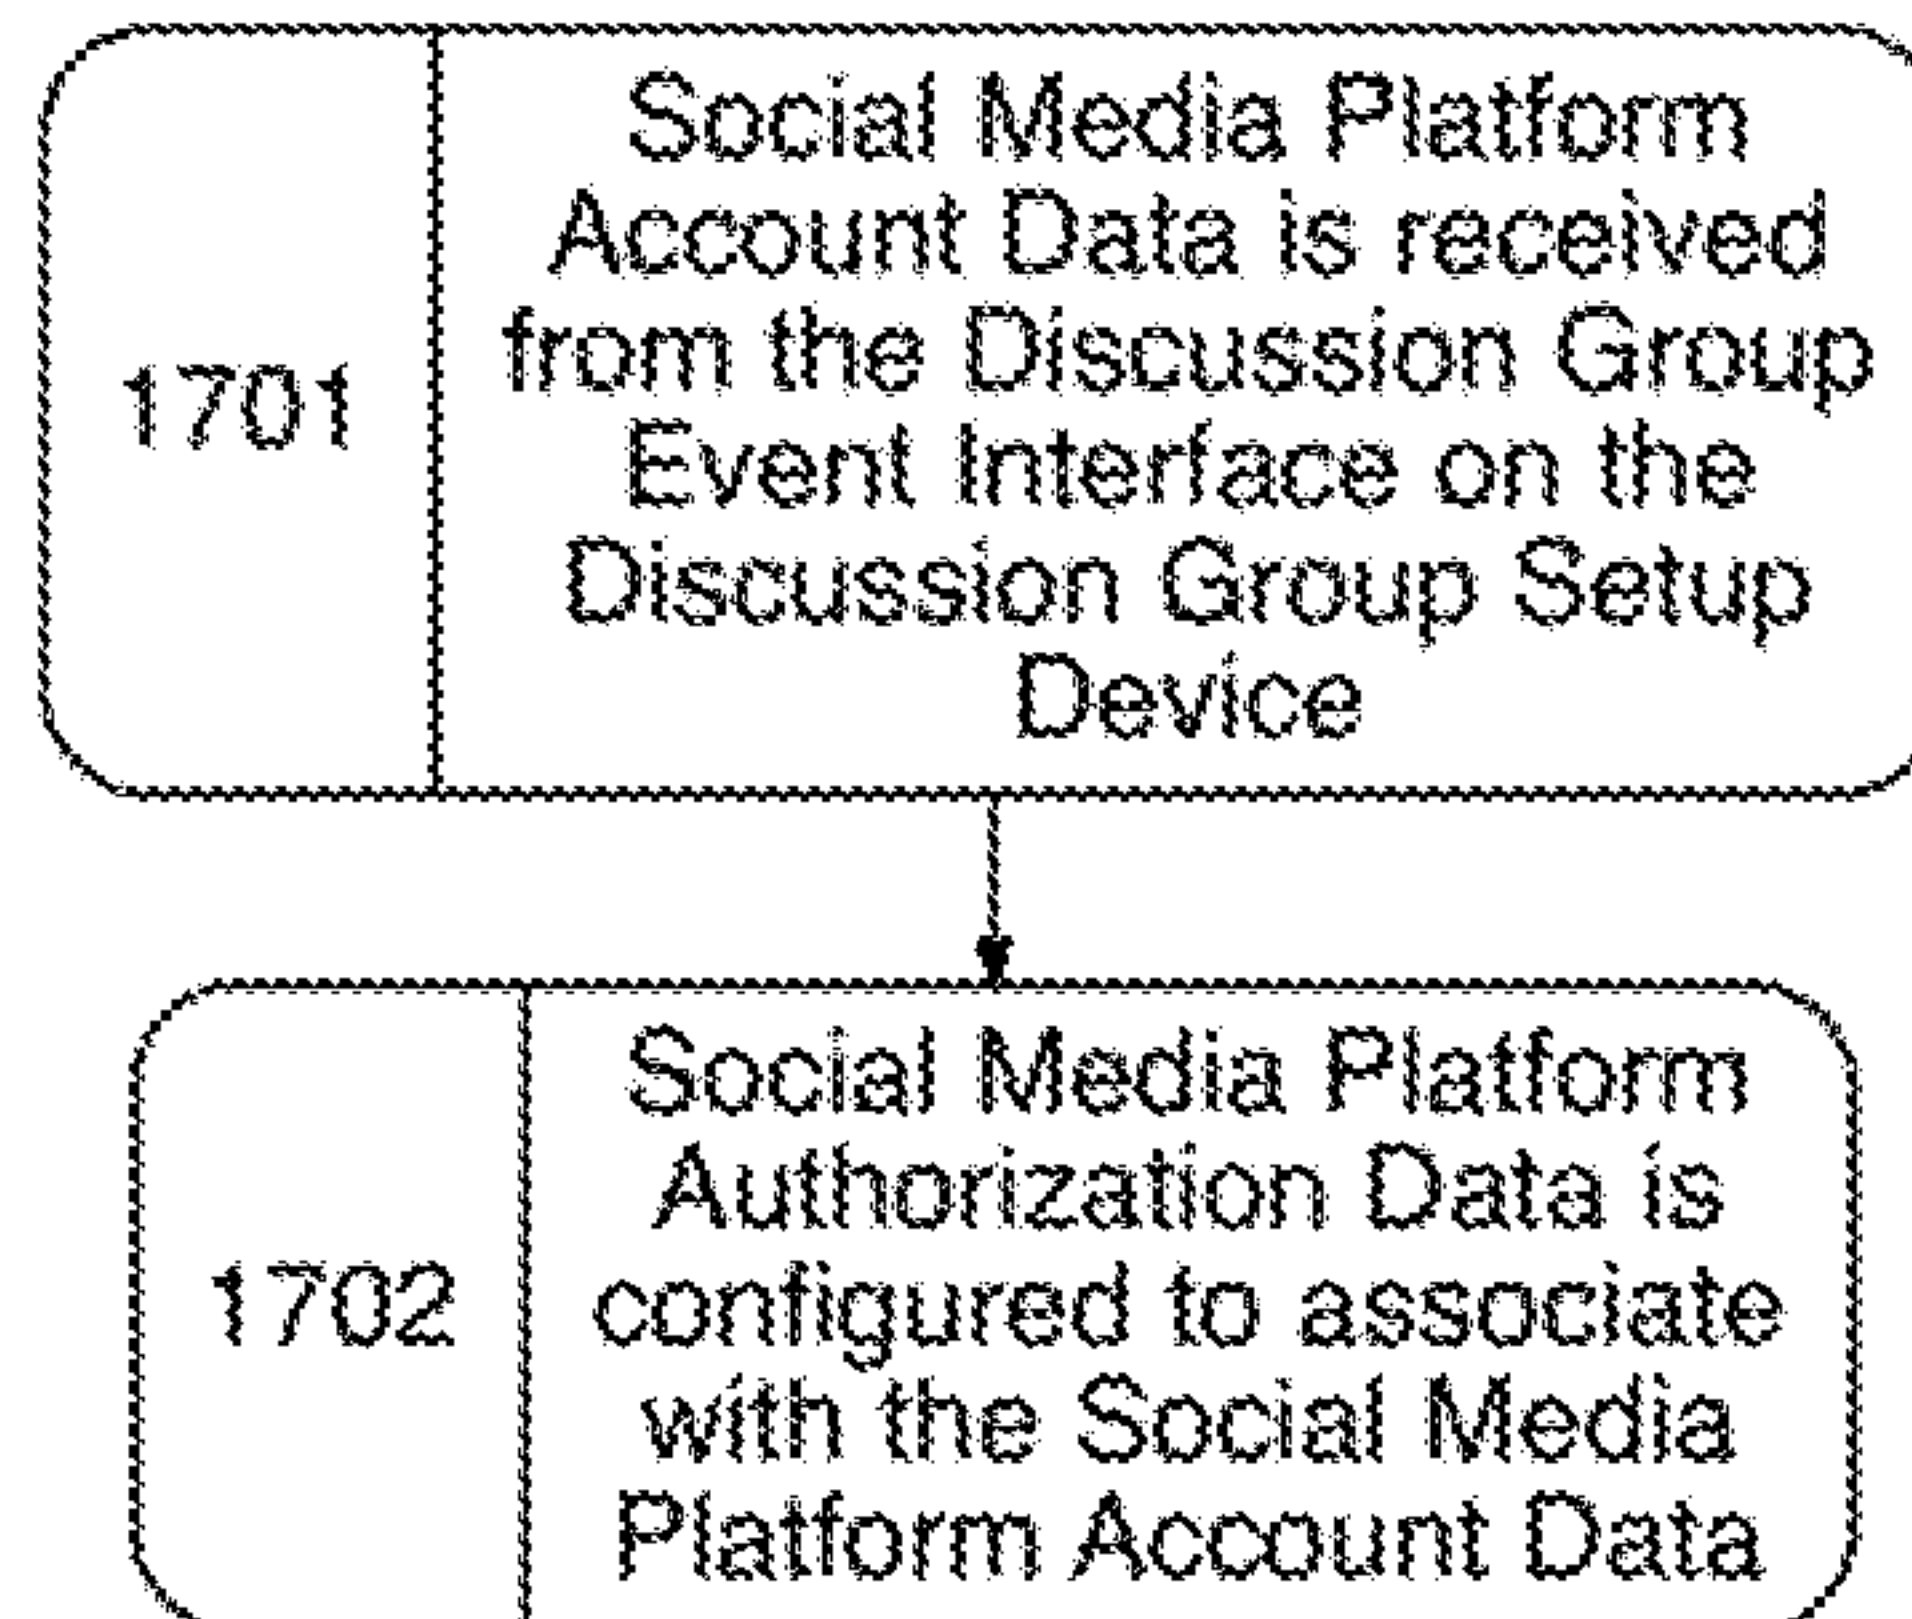 1701
Social Media Platform
Account Data is received
from the Discussion Group
Event Interface on the
Discussion Group Setup
Device
1702
Social Media Platform
Authorization Data is
configured to associate
with the Social Media
Platform Account Data